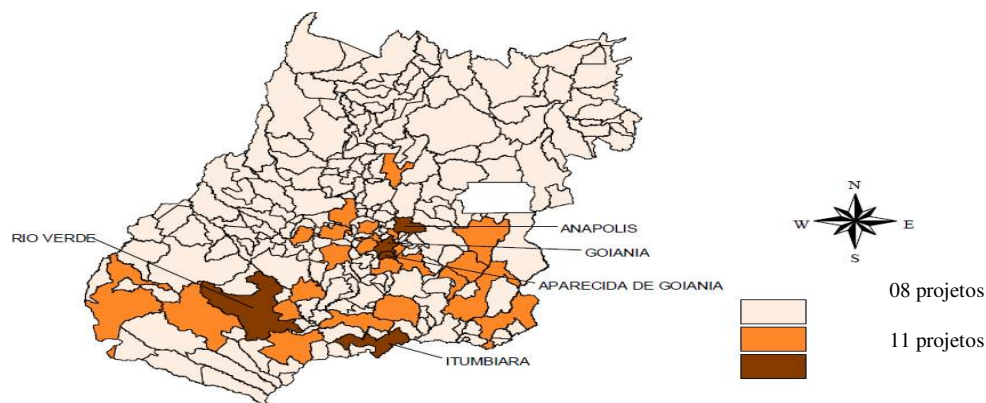 N
W E
S
ANAPOLIS
RIO VERDE
GOIANIA
APARECIDA DE GOIANIA
08 projetos
11 projetos
ITUMBIARA